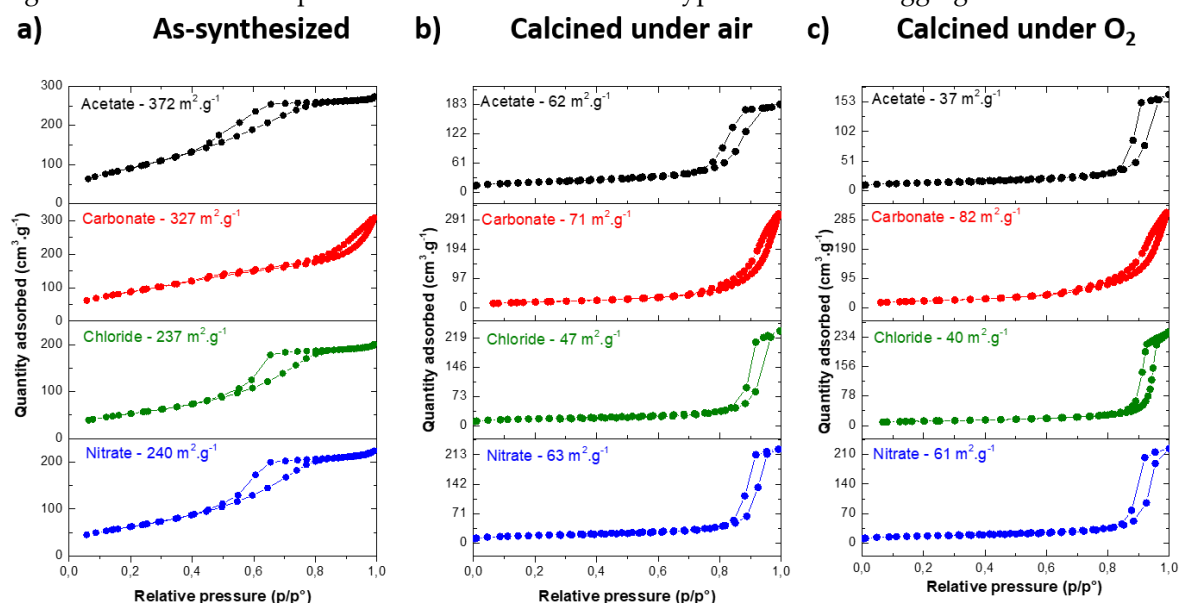 a) As-synthesized
Quantity adsorbed (cm³.g⁻¹)
300
200
100
Acetate - 372 m².g⁻¹
300
200
100
0
Carbonate - 327 m².g⁻¹
200
100
0
Chloride - 237 m².g⁻¹
200
100
0
Nitrate - 240 m².g⁻¹
0,0 0,2 0,4 0,6 0,8 1,0
Relative pressure (p/p°)
b) Calcined under air
Quantity adsorbed (cm³.g⁻¹)
183
122
61
0
Acetate - 62 m².g⁻¹
291
194
97
0
Carbonate - 71 m².g⁻¹
219
146
73
0
Chloride - 47 m².g⁻¹
213
142
71
0
Nitrate - 63 m².g⁻¹
0,0 0,2 0,4 0,6 0,8 1,0
Relative pressure (p/p°)
c) Calcined under O₂
Quantity adsorbed (cm³.g⁻¹)
153
102
51
0
Acetate - 37 m².g⁻¹
285
190
95
0
Carbonate - 82 m².g⁻¹
234
156
78
0
Chloride - 40 m².g⁻¹
210
140
70
0
Nitrate - 61 m².g⁻¹
0,0 0,2 0,4 0,6 0,8 1,0
Relative pressure (p/p°)